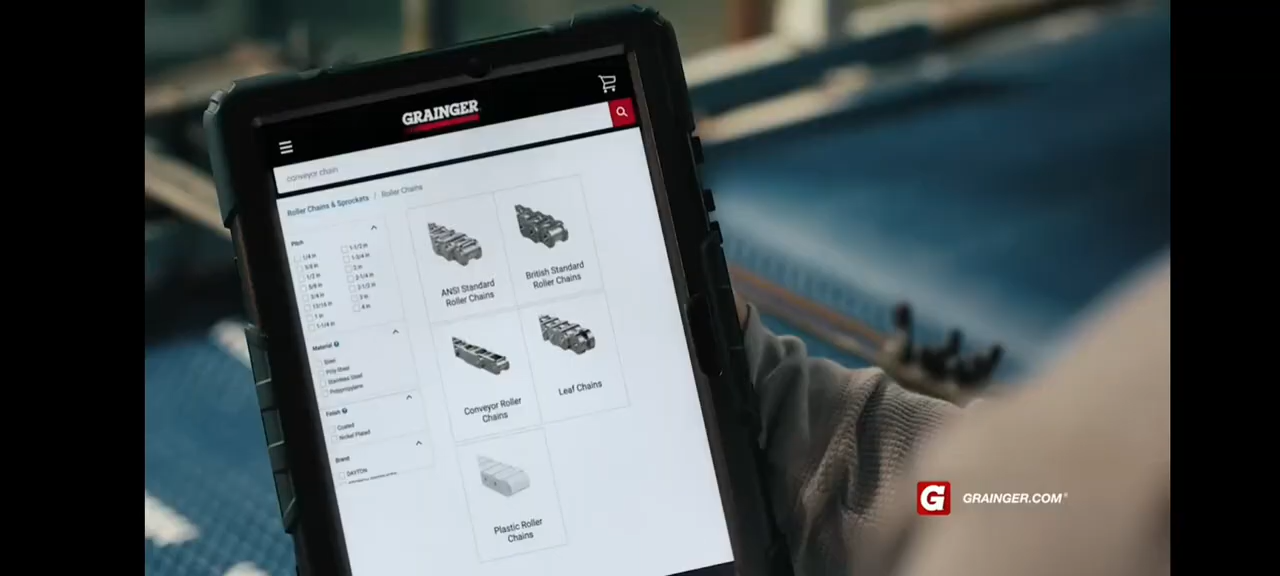 GRAINGER
conveyor chain
Roller Chains & Sprockets / Roller Chains
Pitch
1/4 in
3/8 in
1/2 in
5/8 in
3/4 in
1 in
1-1/4 in
1-1/2 in
1-3/4 in
2 in
2-1/4 in
2-1/2 in
3 in
4 in
Material
Steel
Stainless Steel
Polypropylene
Finish
Coated
Nickel Plated
Brand
DAYTON
ANSI Standard
Roller Chains
British Standard
Roller Chains
Conveyor Roller
Chains
Leaf Chains
Plastic Roller
Chains
G GRAINGER.COM®